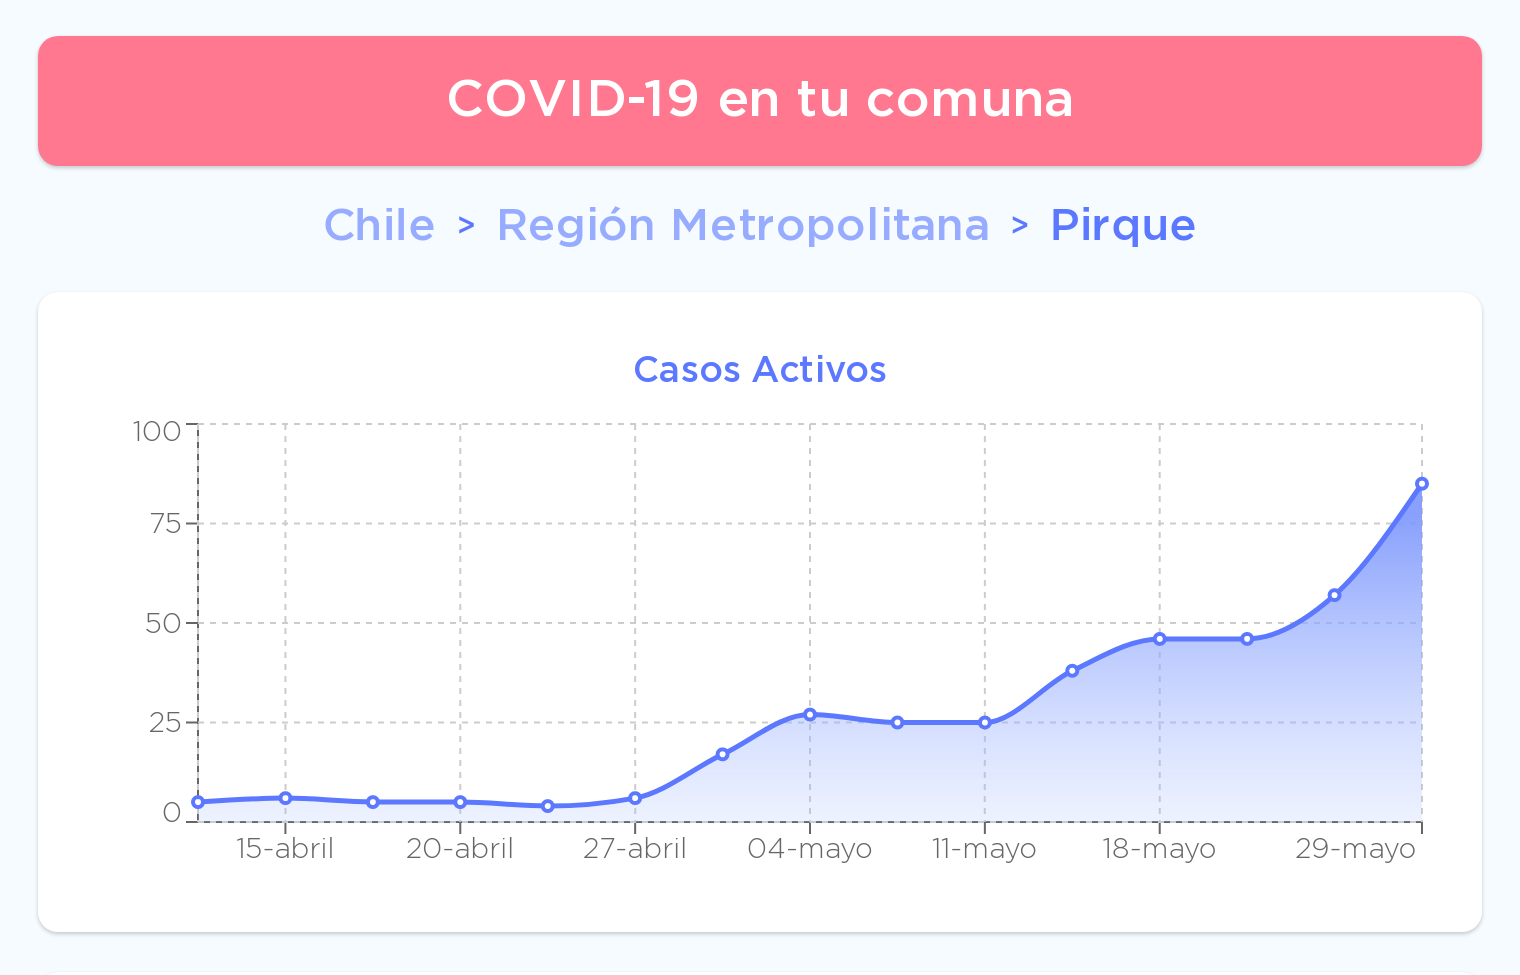 COVID-19 en tu comuna
Chile > Región Metropolitana > Pirque
Casos Activos
100
75
50
25
0
15-abril 20-abril 27-abril 04-mayo 11-mayo 18-mayo 29-mayo